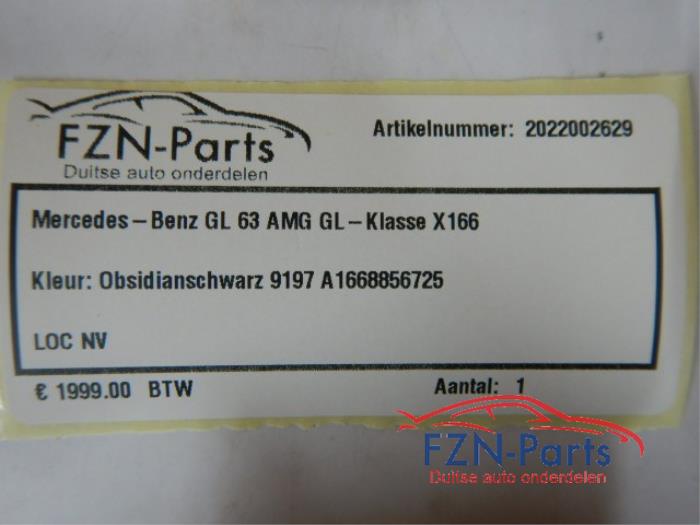 FZN-Parts
Duitse auto onderdelen
Artikelnummer: 2022002629
Mercedes-Benz GL 63 AMG GL-Klasse X166
Kleur: Obsidianschwarz 9197 A1668856725
LOC NV
€ 1999.00 BTW
Aantal: 1
FZN-Parts
Duitse auto onderdelen